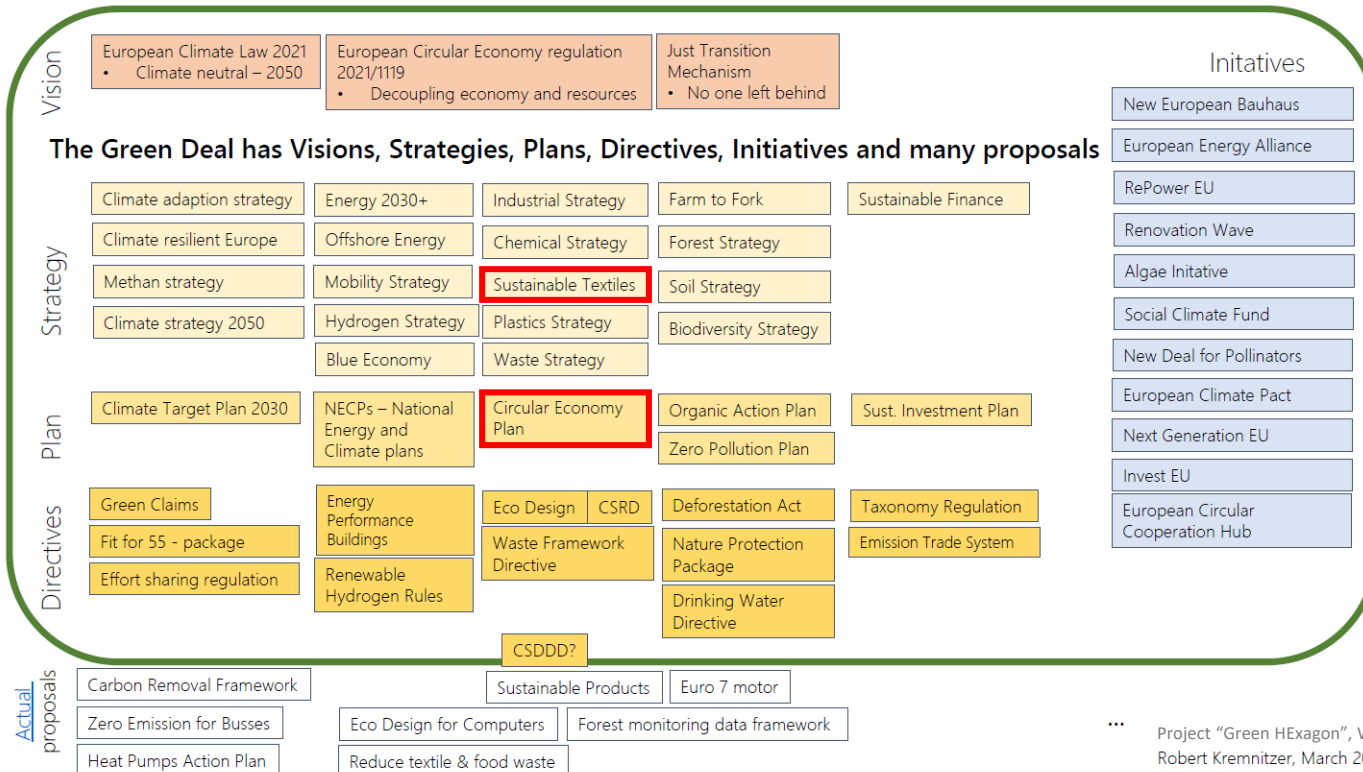 Vision
European Climate Law 2021
• Climate neutral – 2050
European Circular Economy regulation
2021/1119
• Decoupling economy and resources
Just Transition
Mechanism
• No one left behind
The Green Deal has Visions, Strategies, Plans, Directives, Initiatives and many proposals
Strategy
Climate adaption strategy
Climate resilient Europe
Methan strategy
Climate strategy 2050
Energy 2030+
Offshore Energy
Mobility Strategy
Hydrogen Strategy
Blue Economy
Industrial Strategy
Chemical Strategy
Sustainable Textiles
Plastics Strategy
Waste Strategy
Farm to Fork
Forest Strategy
Soil Strategy
Biodiversity Strategy
Sustainable Finance
Plan
Climate Target Plan 2030
NECPs – National
Energy and
Climate plans
Circular Economy
Plan
Organic Action Plan
Zero Pollution Plan
Sust. Investment Plan
Directives
Green Claims
Fit for 55 - package
Effort sharing regulation
Energy
Performance
Buildings
Renewable
Hydrogen Rules
Eco Design
CSRD
Waste Framework
Directive
Deforestation Act
Nature Protection
Package
Drinking Water
Directive
Taxonomy Regulation
Emission Trade System
CSDDD?
Initatives
New European Bauhaus
European Energy Alliance
RePower EU
Renovation Wave
Algae Initative
Social Climate Fund
New Deal for Pollinators
European Climate Pact
Next Generation EU
Invest EU
European Circular
Cooperation Hub
Actual
proposals
Carbon Removal Framework
Sustainable Products
Euro 7 motor
Zero Emission for Busses
Eco Design for Computers
Forest monitoring data framework
Heat Pumps Action Plan
Reduce textile & food waste
...
Project "Green HExagon",
Robert Kremnitzer, March